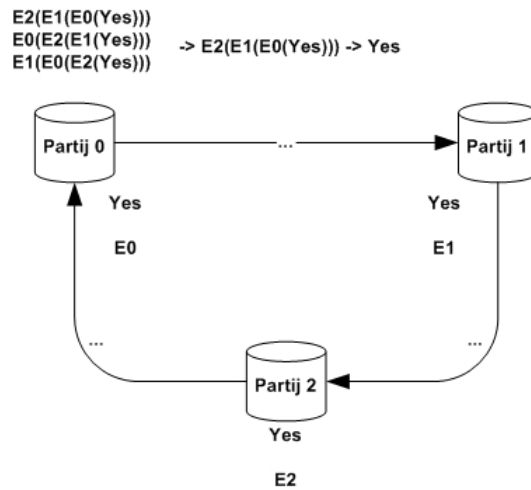 E2(E1(E0(Yes)))
E0(E2(E1(Yes)))
E1(E0(E2(Yes)))
-> E2(E1(E0(Yes))) -> Yes
Partij 0
...
Partij 1
Yes
Yes
E0
E1
...
...
Partij 2
Yes
E2